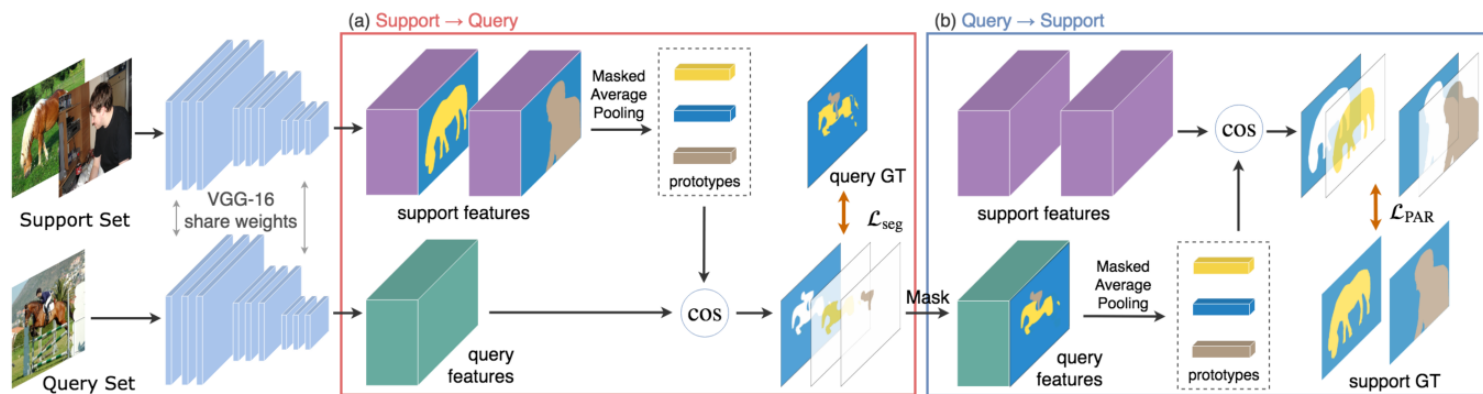 (a) Support → Query
(b) Query → Support
Support Set
Query Set
VGG-16
share weights
support features
Masked
Average
Pooling
prototypes
query GT
ℒseg
query
features
cos
Mask
support features
cos
ℒPAR
query
features
Masked
Average
Pooling
prototypes
support GT